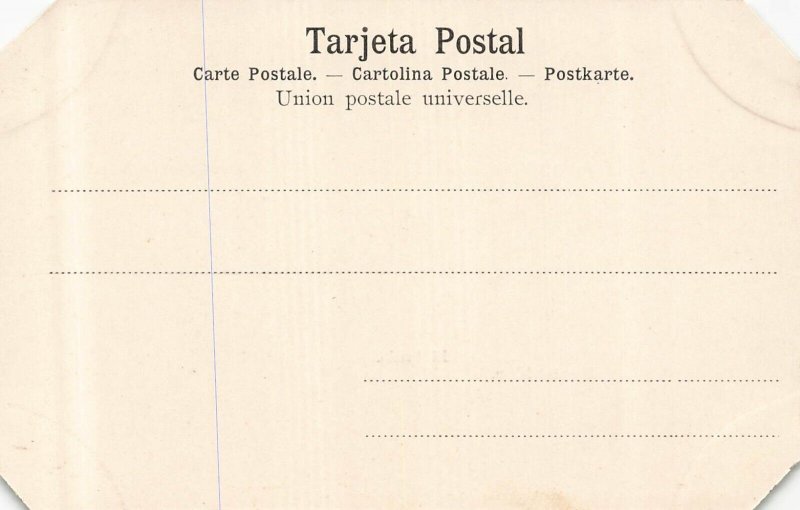 Tarjeta Postal
Carte Postale. — Cartolina Postale. — Postkarte.
Union postale universelle.